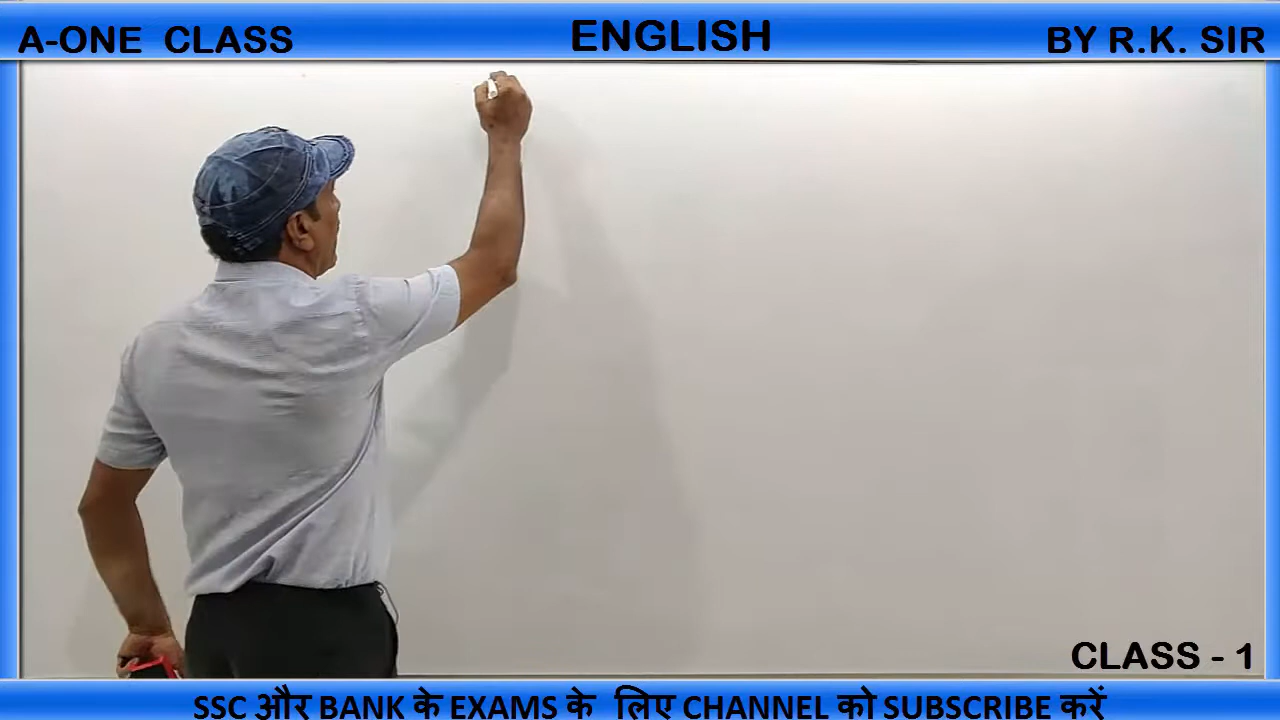 A-ONE CLASS
ENGLISH
BY R.K. SIR
CLASS - 1
SSC और BANK के EXAMS के लिए CHANNEL को SUBSCRIBE करें